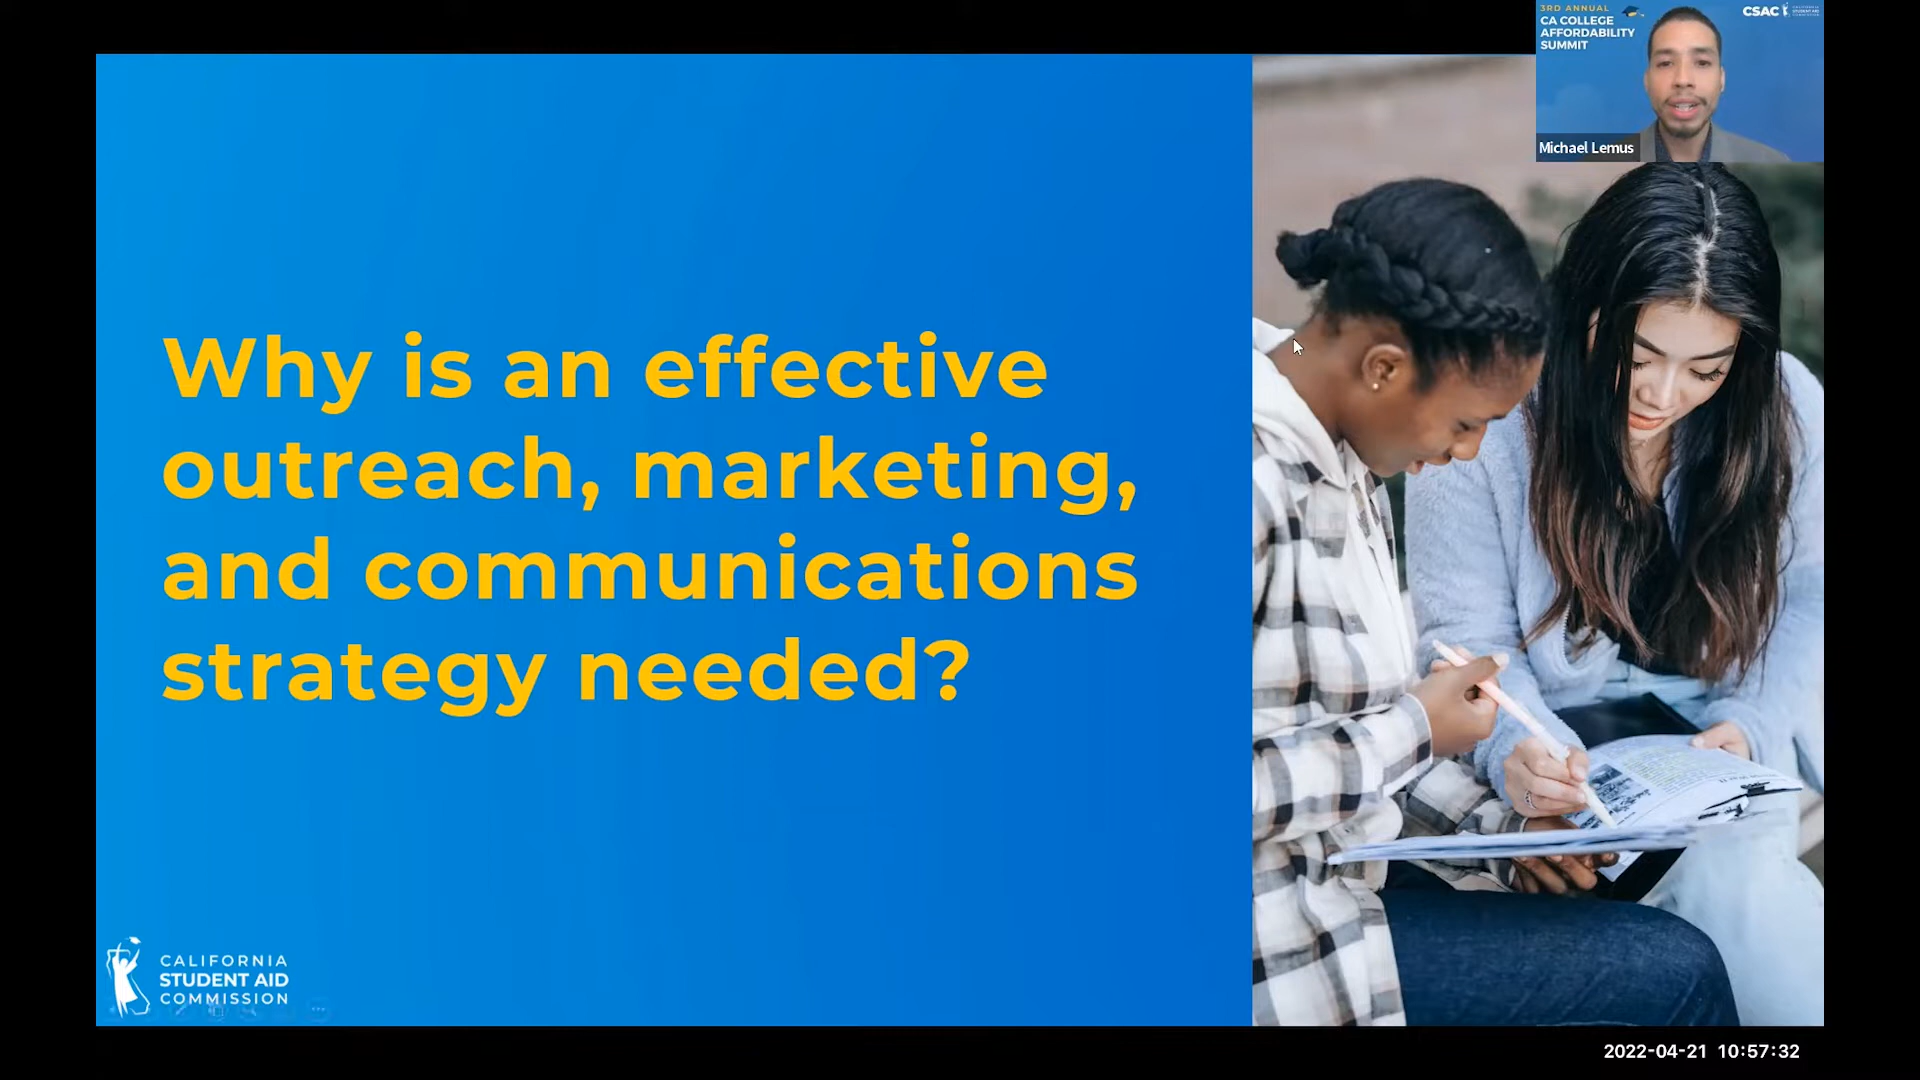 3RD ANNUAL
CA COLLEGE
AFFORDABILITY
SUMMIT
CSAC
Michael Lemus
Why is an effective
outreach, marketing,
and communications
strategy needed?
CALIFORNIA
STUDENT AID
COMMISSION
2022-04-21 10:57:32